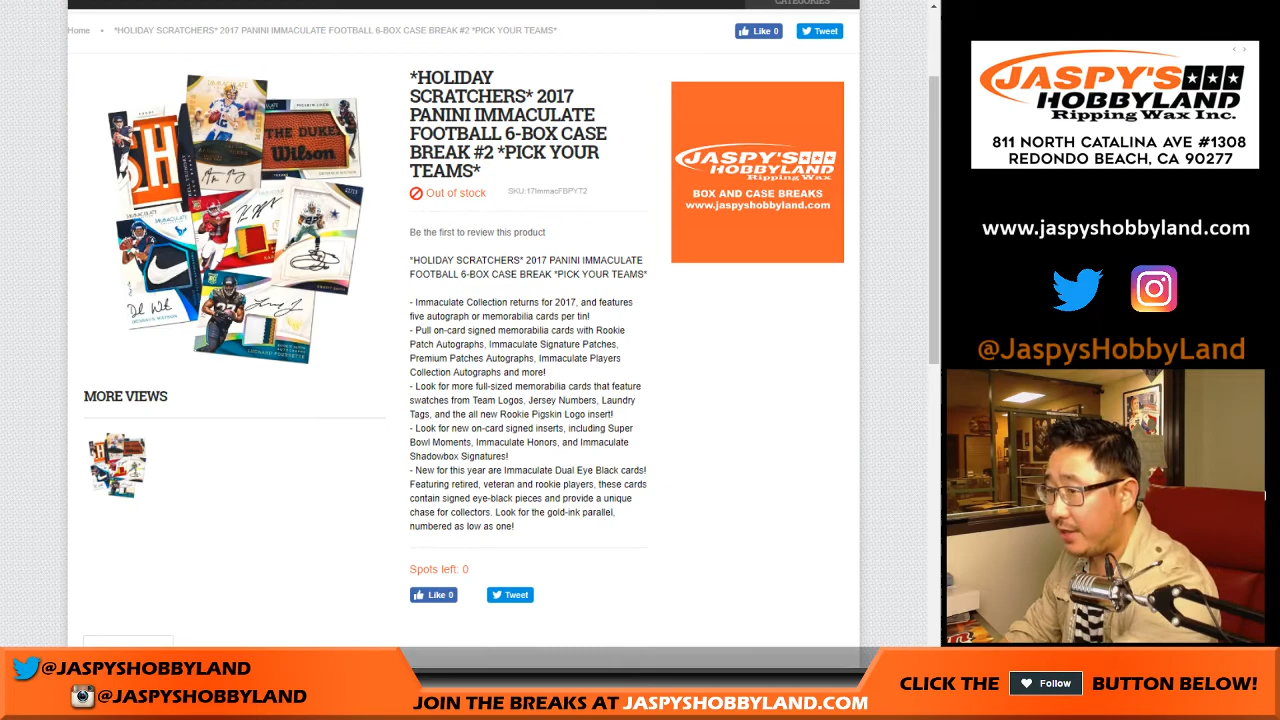 CATEGORIES
Home • *HOLIDAY SCRATCHERS* 2017 PANINI IMMACULATE FOOTBALL 6-BOX CASE BREAK #2 *PICK YOUR TEAMS*
Like 0
Tweet
*HOLIDAY
SCRATCHERS* 2017
PANINI IMMACULATE
FOOTBALL 6-BOX CASE
BREAK #2 *PICK YOUR
TEAMS*
Out of stock
SKU:17ImmacFBPYT2
Be the first to review this product
*HOLIDAY SCRATCHERS* 2017 PANINI IMMACULATE
FOOTBALL 6-BOX CASE BREAK *PICK YOUR TEAMS*
- Immaculate Collection returns for 2017, and features
five autograph or memorabilia cards per tin!
- Pull on-card signed memorabilia cards with Rookie
Patch Autographs, Immaculate Signature Patches,
Premium Patches Autographs, Immaculate Players
Collection Autographs and more!
- Look for more full-sized memorabilia cards that feature
swatches from Team Logos, Jersey Numbers, Laundry
Tags, and the all new Rookie Pigskin Logo insert!
- Look for new on-card signed inserts, including Super
Bowl Moments, Immaculate Honors, and Immaculate
Shadowbox Signatures!
- New for this year are Immaculate Dual Eye Black cards!
Featuring retired, veteran and rookie players, these cards
contain signed eye-black pieces and provide a unique
chase for collectors. Look for the gold-ink parallel,
numbered as low as one!
Spots left: 0
Like 0
Tweet
THE DUKE
Wilson
MORE VIEWS
JASPY'S
HOBBYLAND
Ripping Wax
BOX AND CASE BREAKS
www.jaspyshobbyland.com
JASPY'S
HOBBYLAND
Ripping Wax Inc.
811 NORTH CATALINA AVE #1308
REDONDO BEACH, CA 90277
www.jaspyshobbyland.com
@JaspysHobbyLand
@JASPYSHOBBYLAND
@JASPYSHOBBYLAND
JOIN THE BREAKS AT JASPYSHOBBYLAND.COM
CLICK THE Follow BUTTON BELOW!